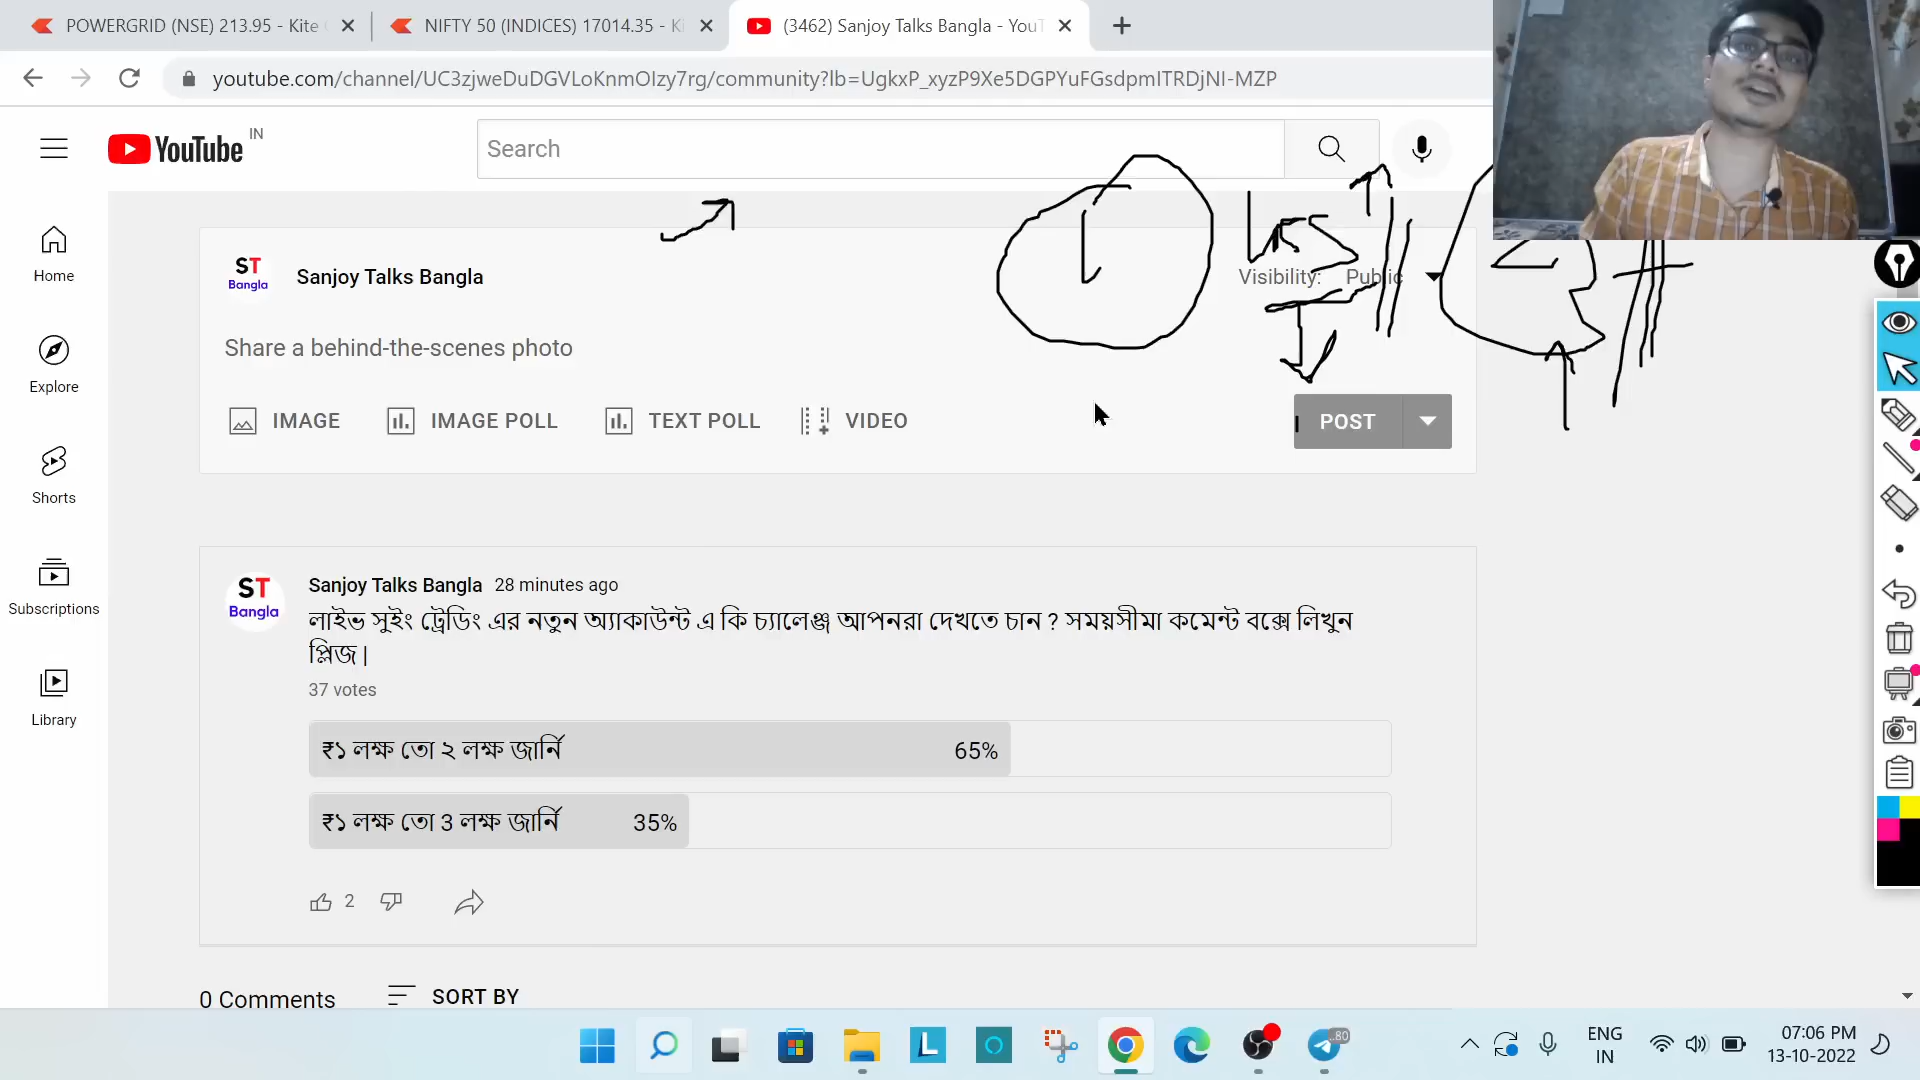 POWERGRID (NSE) 213.95 - Kite
NIFTY 50 (INDICES) 17014.35 - Ki
(3462) Sanjoy Talks Bangla - YouT
youtube.com/channel/UC3zjweDuDGVLoKnmOIzy7rg/community?lb=UgkxP_xyzP9Xe5DGPYuFGsdpmITRDjNI-MZP
YouTube IN
Search
Home
Explore
Shorts
Subscriptions
Library
ST Bangla
Sanjoy Talks Bangla
Visibility: Public
Share a behind-the-scenes photo
IMAGE
IMAGE POLL
TEXT POLL
VIDEO
POST
ST Bangla
Sanjoy Talks Bangla 28 minutes ago
লাইভ সুইং ট্রেডিং এর নতুন অ্যাকাউন্ট এ কি চ্যালেঞ্জ আপনরা দেখতে চান ? সময়সীমা কমেন্ট বক্সে লিখুন
প্লিজ |
37 votes
₹১ লক্ষ তো ২ লক্ষ জার্নি 65%
₹১ লক্ষ তো 3 লক্ষ জার্নি 35%
2
0 Comments
SORT BY
80
ENG
IN
07:06 PM
13-10-2022